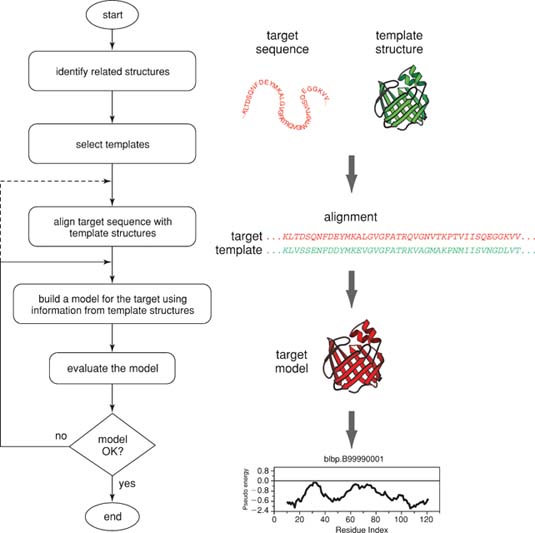 start
identify related structures
select templates
align target sequence with
template structures
build a model for the target using
information from template structures
evaluate the model
no
model
OK?
yes
end
target
sequence
template
structure
alignment
target ...KLTDSQNFDEYMKALGVGFATRQVGNVTKPTVIISQEGGKVV...
template ...KLVSSENFDDYMKEVGVGFATRKVAGMAKPNMIISVNGDLVT...
target
model
blbp.B99990001
Pseudo energy
0.8
0.0
−0.8
−0.6
−2.4
10 20 40 60 80 100 120
Residue Index